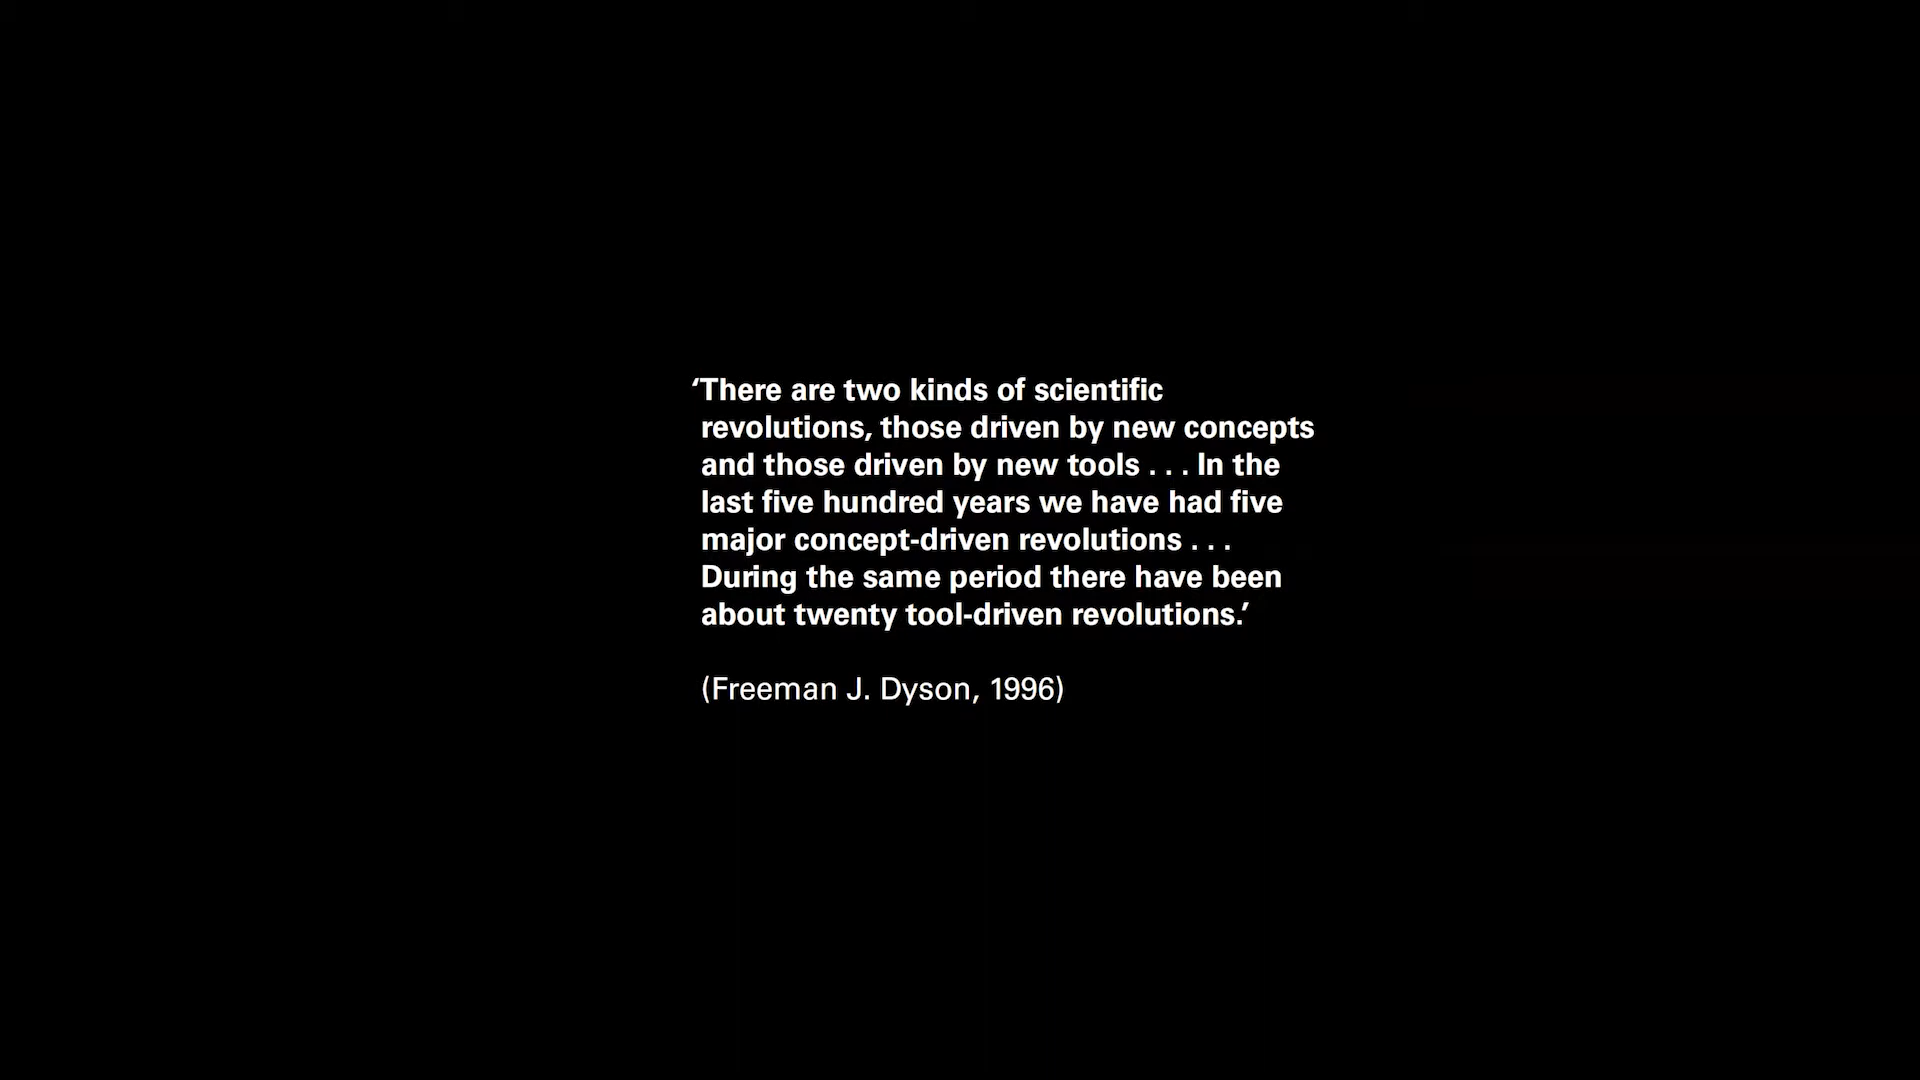 ‘There are two kinds of scientific
revolutions, those driven by new concepts
and those driven by new tools . . . In the
last five hundred years we have had five
major concept-driven revolutions . . .
During the same period there have been
about twenty tool-driven revolutions.’
(Freeman J. Dyson, 1996)